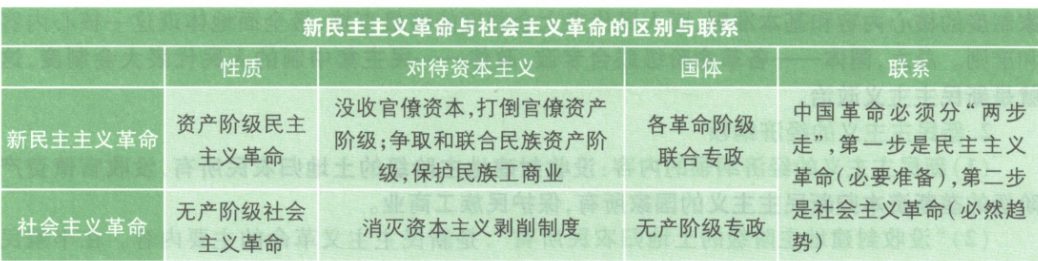 新民主主义革命与社会主义革命的区别与联系
性质 对待资本主义 国体 联系
新民主主义革命
资产阶级民主
主义革命
没收官僚资本,打倒官僚资产
阶级;争取和联合民族资产阶
级,保护民族工商业
各革命阶级
联合专政
中国革命必须分“两步
走”,第一步是民主主义
革命(必要准备),第二步
是社会主义革命(必然趋
势)
社会主义革命
无产阶级社会
主义革命
消灭资本主义剥削制度
无产阶级专政